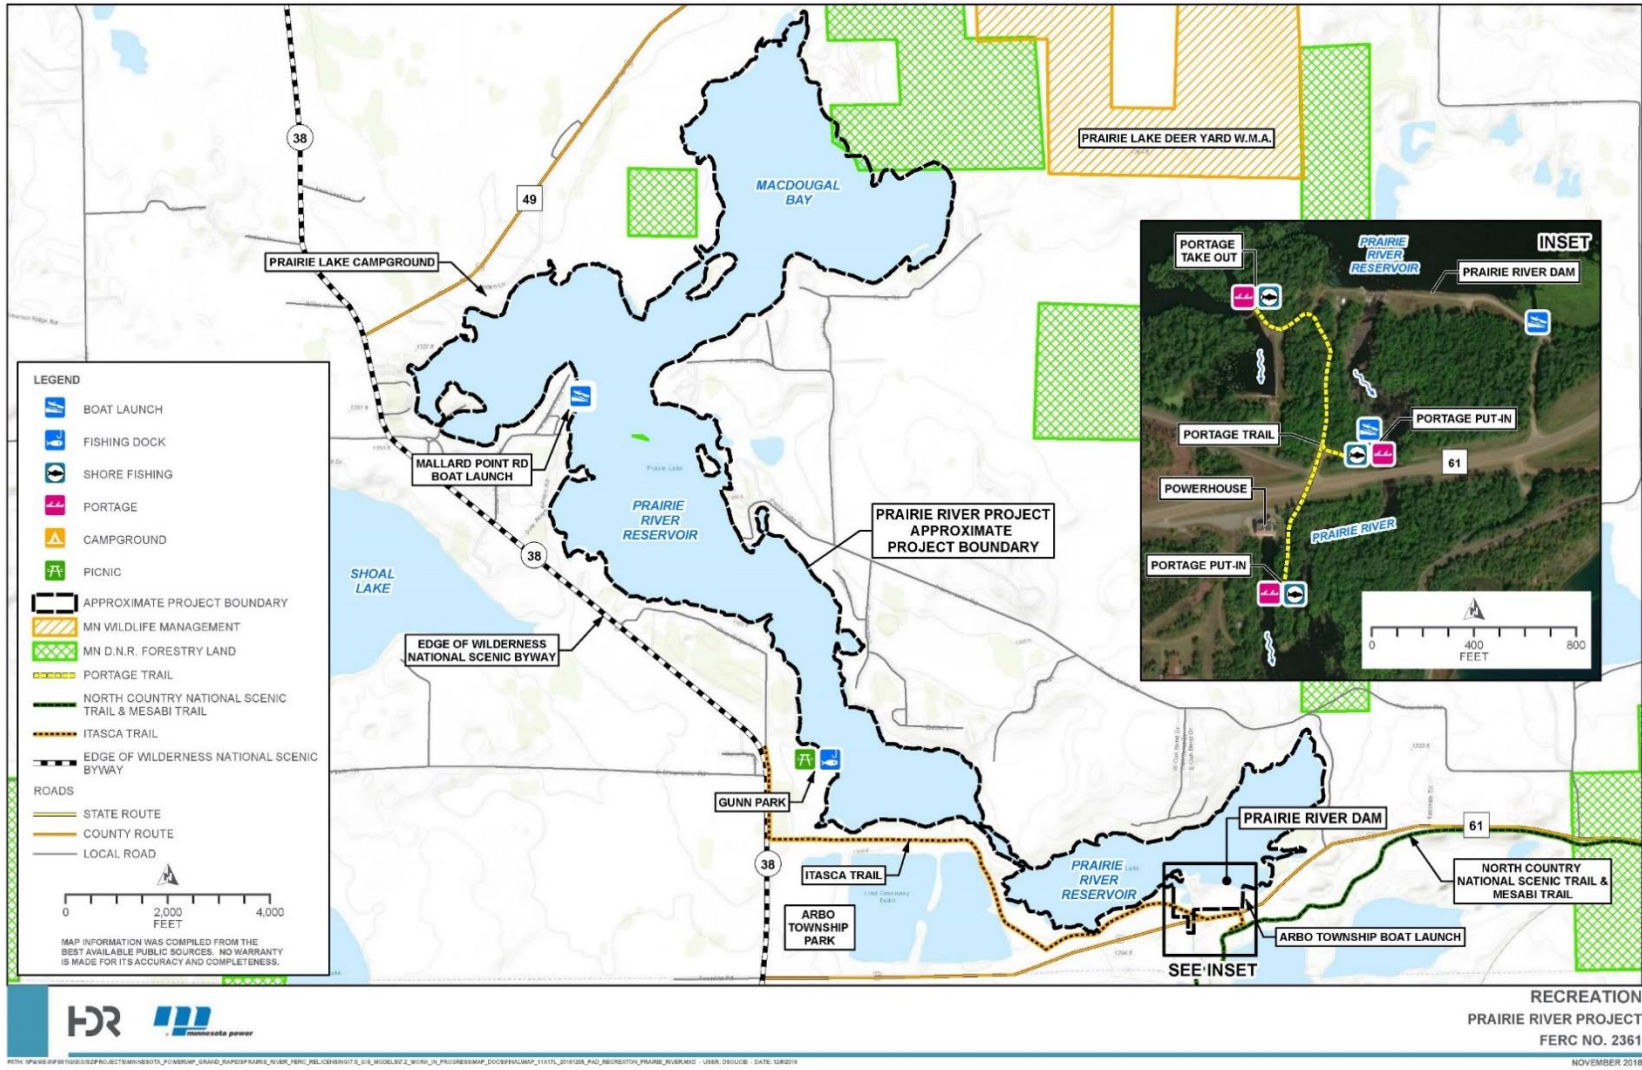 38
49
PRAIRIE LAKE DEER YARD W.M.A.
MACDOUGAL
BAY
PRAIRIE LAKE CAMPGROUND
INSET
PORTAGE
TAKE OUT
PRAIRIE
RIVER
RESERVOIR
PRAIRIE RIVER DAM
PORTAGE PUT-IN
PORTAGE TRAIL
61
POWERHOUSE
PRAIRIE RIVER
PORTAGE PUT-IN
0 400 800
FEET
MALLARD POINT RD
BOAT LAUNCH
Prairie Lake
PRAIRIE
RIVER
RESERVOIR
PRAIRIE RIVER PROJECT
APPROXIMATE
PROJECT BOUNDARY
38
SHOAL
LAKE
EDGE OF WILDERNESS
NATIONAL SCENIC BYWAY
GUNN PARK
PRAIRIE RIVER DAM
61
38
ITASCA TRAIL
PRAIRIE
RIVER
RESERVOIR
NORTH COUNTRY
NATIONAL SCENIC TRAIL &
MESABI TRAIL
ARBO
TOWNSHIP
PARK
ARBO TOWNSHIP BOAT LAUNCH
SEE INSET
LEGEND
BOAT LAUNCH
FISHING DOCK
SHORE FISHING
PORTAGE
CAMPGROUND
PICNIC
APPROXIMATE PROJECT BOUNDARY
MN WILDLIFE MANAGEMENT
MN D.N.R. FORESTRY LAND
PORTAGE TRAIL
NORTH COUNTRY NATIONAL SCENIC
TRAIL & MESABI TRAIL
ITASCA TRAIL
EDGE OF WILDERNESS NATIONAL SCENIC
BYWAY
ROADS
STATE ROUTE
COUNTY ROUTE
LOCAL ROAD
0 2,000 4,000
FEET
MAP INFORMATION WAS COMPILED FROM THE
BEST AVAILABLE PUBLIC SOURCES. NO WARRANTY
IS MADE FOR ITS ACCURACY AND COMPLETENESS.
HDR
minnesota power
RECREATION
PRAIRIE RIVER PROJECT
FERC NO. 2361
NOVEMBER 2018